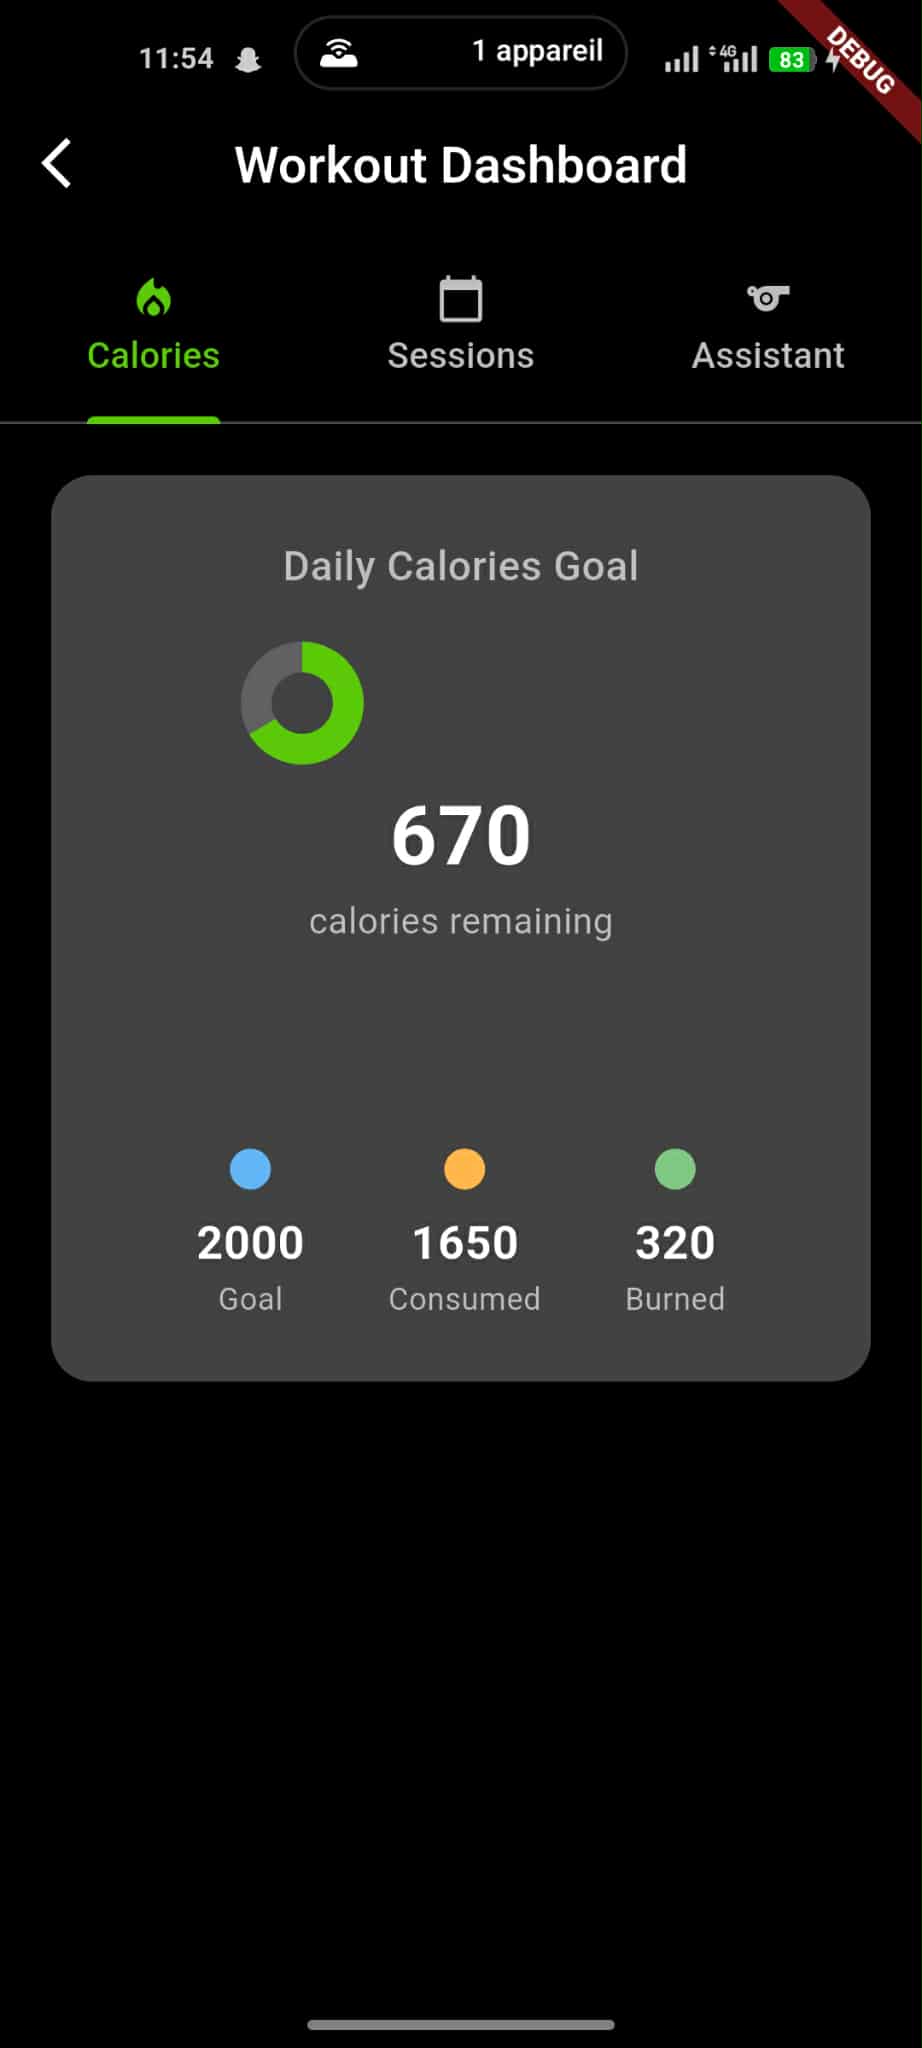 11:54
1 appareil
4G
83
DEBUG
Workout Dashboard
Calories
Sessions
Assistant
Daily Calories Goal
670
calories remaining
2000
1650
320
Goal
Consumed
Burned